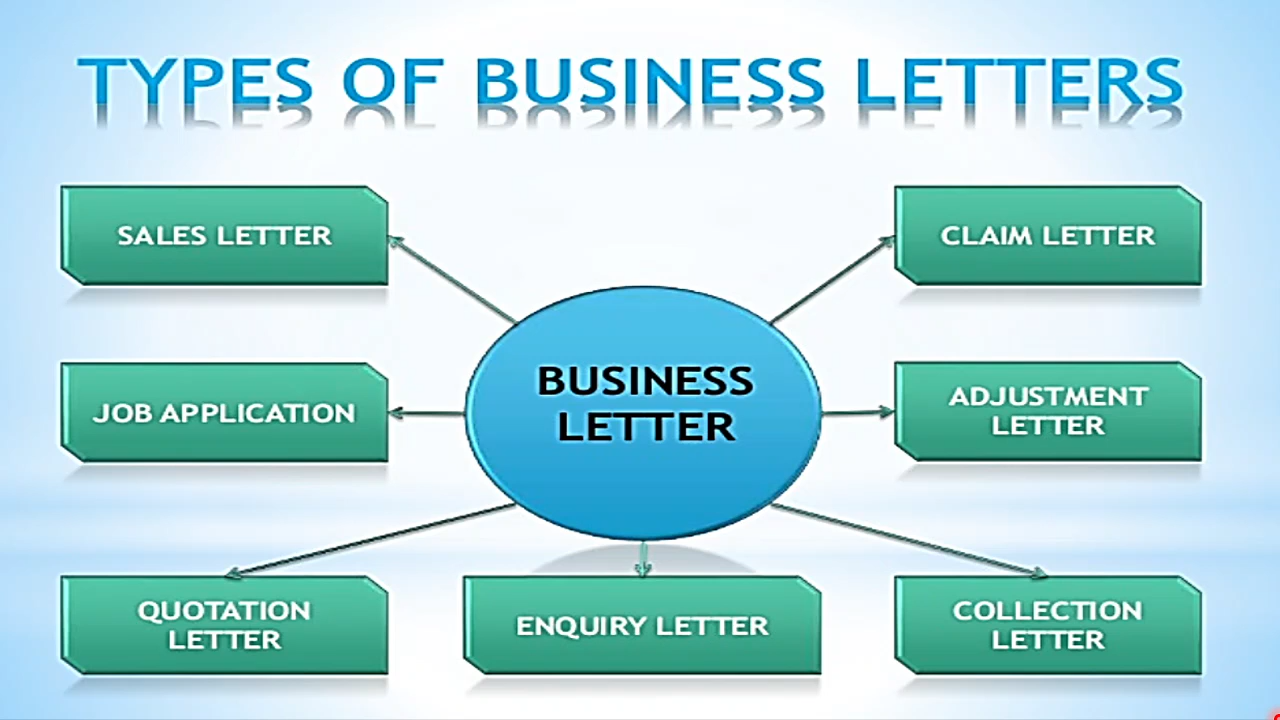 TYPES OF BUSINESS LETTERS
SALES LETTER
CLAIM LETTER
BUSINESS
LETTER
JOB APPLICATION
ADJUSTMENT
LETTER
QUOTATION
LETTER
ENQUIRY LETTER
COLLECTION
LETTER